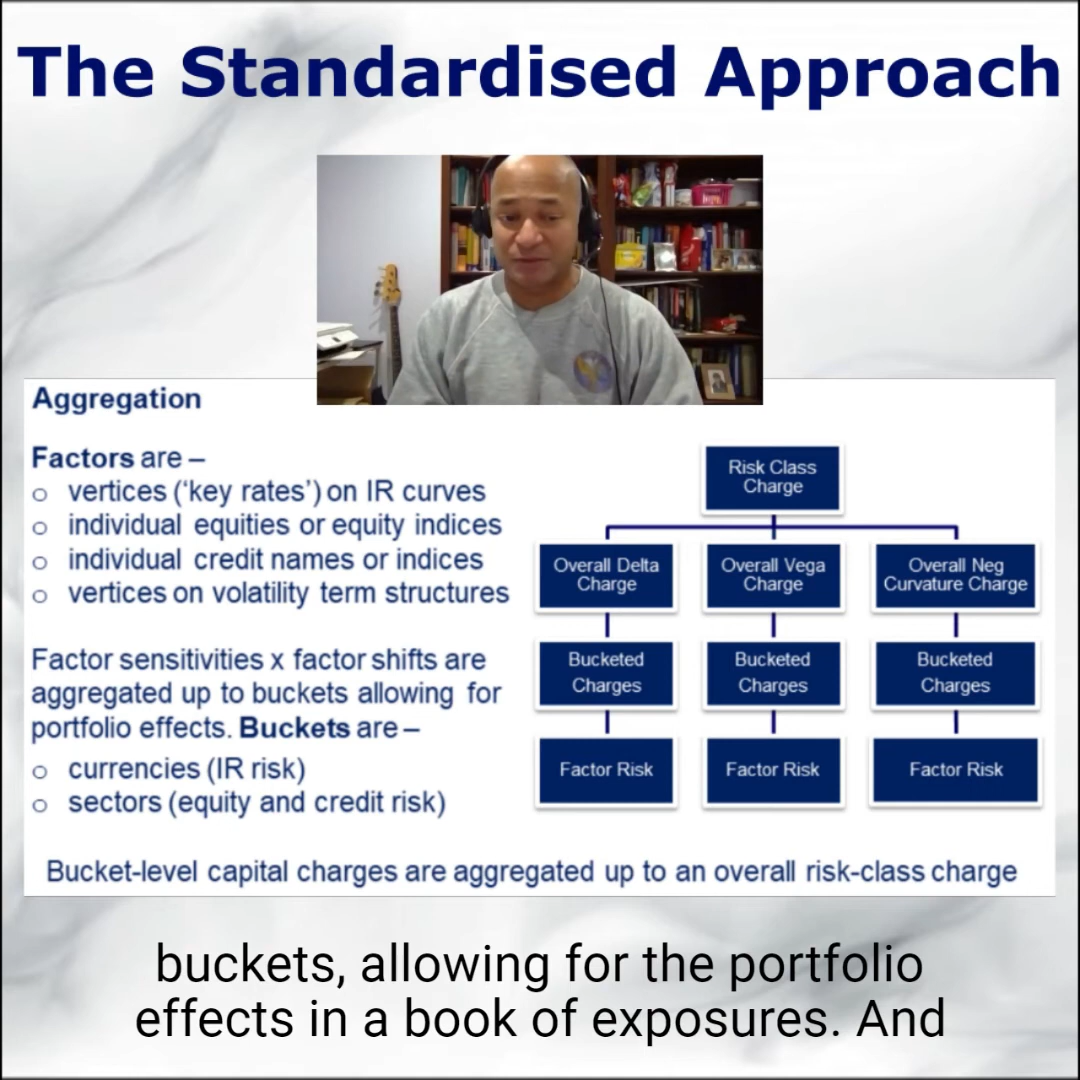 The Standardised Approach
Aggregation
Factors are –
o vertices (‘key rates’) on IR curves
o individual equities or equity indices
o individual credit names or indices
o vertices on volatility term structures
Factor sensitivities x factor shifts are
aggregated up to buckets allowing for
portfolio effects. Buckets are –
o currencies (IR risk)
o sectors (equity and credit risk)
Risk Class
Charge
Overall Delta
Charge
Overall Vega
Charge
Overall Neg
Curvature Charge
Bucketed
Charges
Bucketed
Charges
Bucketed
Charges
Factor Risk
Factor Risk
Factor Risk
Bucket-level capital charges are aggregated up to an overall risk-class charge
buckets, allowing for the portfolio
effects in a book of exposures. And